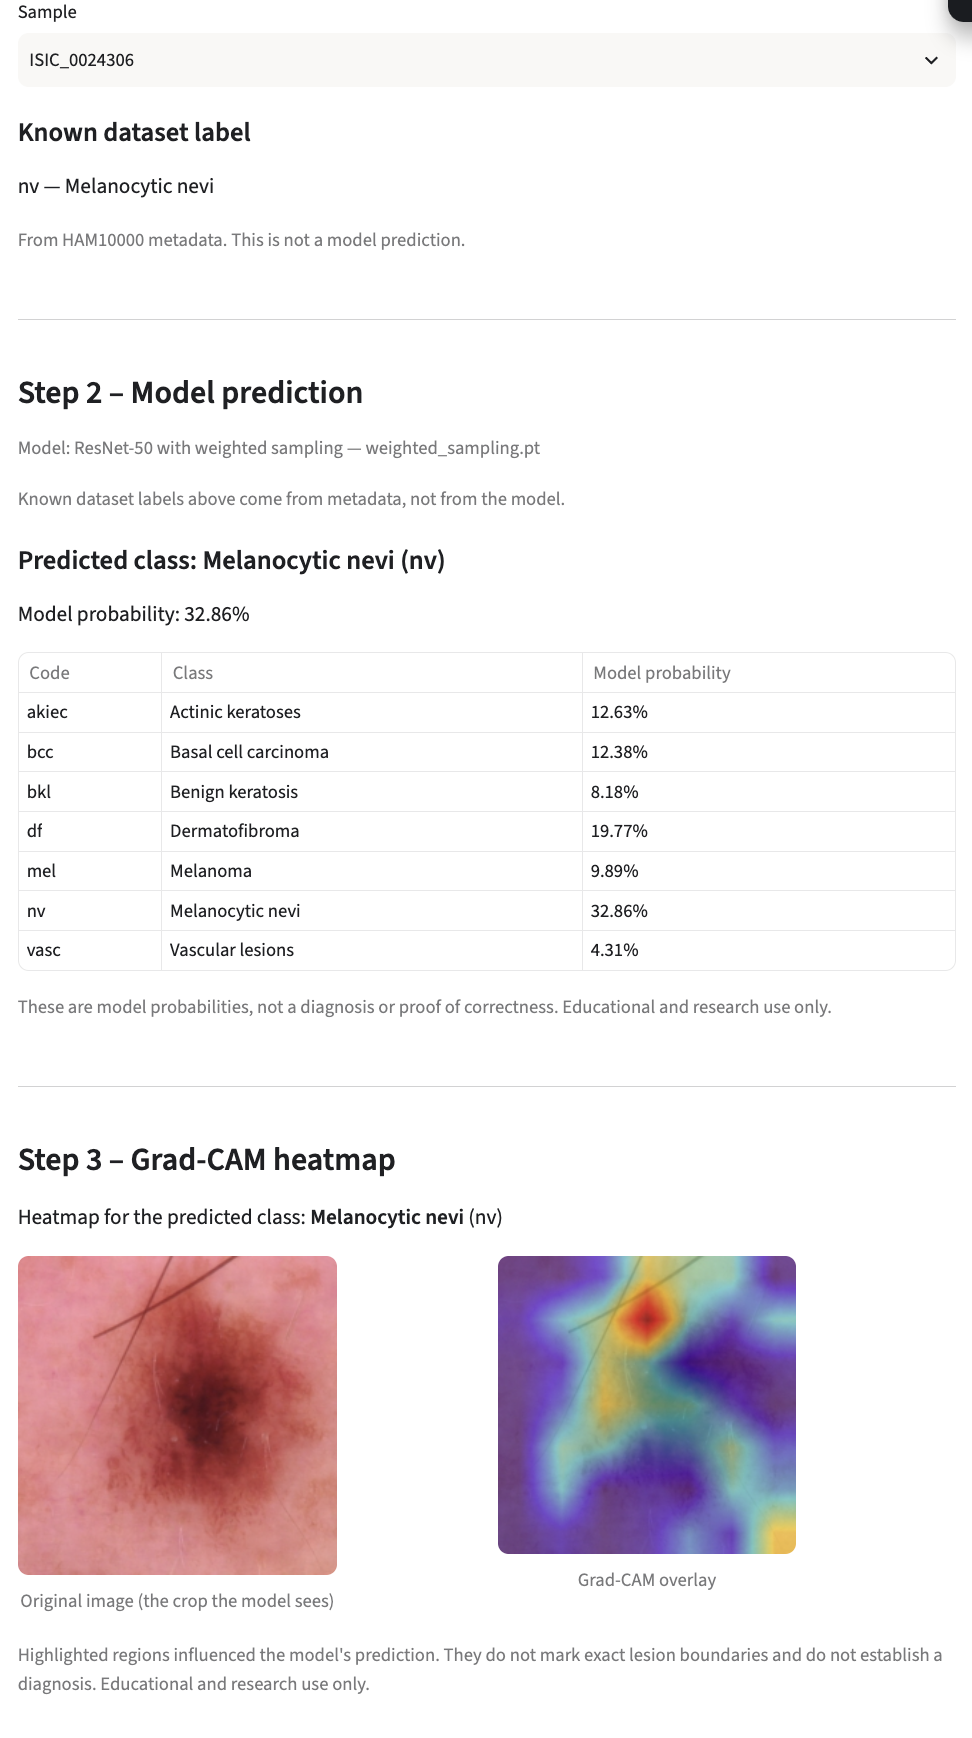 Sample
ISIC_0024306
Known dataset label
nv — Melanocytic nevi
From HAM10000 metadata. This is not a model prediction.
Step 2 – Model prediction
Model: ResNet-50 with weighted sampling — weighted_sampling.pt
Known dataset labels above come from metadata, not from the model.
Predicted class: Melanocytic nevi (nv)
Model probability: 32.86%
Code Class Model probability
akiec Actinic keratoses 12.63%
bcc Basal cell carcinoma 12.38%
bkl Benign keratosis 8.18%
df Dermatofibroma 19.77%
mel Melanoma 9.89%
nv Melanocytic nevi 32.86%
vasc Vascular lesions 4.31%
These are model probabilities, not a diagnosis or proof of correctness. Educational and research use only.
Step 3 – Grad-CAM heatmap
Heatmap for the predicted class: Melanocytic nevi (nv)
Original image (the crop the model sees)
Grad-CAM overlay
Highlighted regions influenced the model's prediction. They do not mark exact lesion boundaries and do not establish a
diagnosis. Educational and research use only.